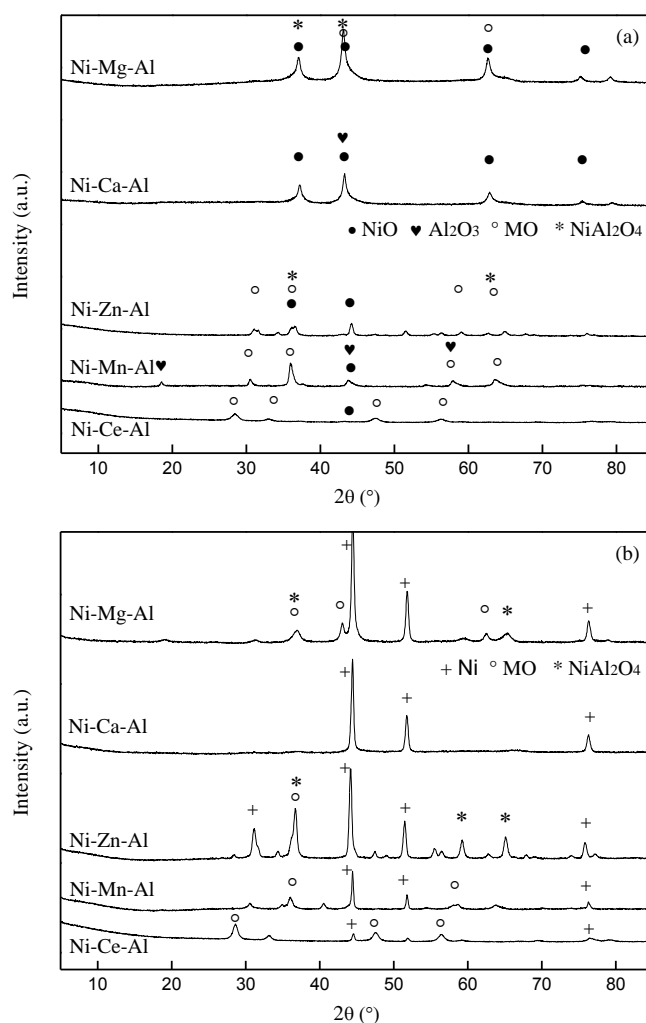 (a)
Ni-Mg-Al
Ni-Ca-Al
● NiO ♥ Al2O3 ○ MO * NiAl2O4
Ni-Zn-Al
Ni-Mn-Al
Ni-Ce-Al
Intensity (a.u.)
10 20 30 40 50 60 70 80
2θ (°)
(b)
Ni-Mg-Al
+ Ni ○ MO * NiAl2O4
Ni-Ca-Al
Ni-Zn-Al
Ni-Mn-Al
Ni-Ce-Al
Intensity (a.u.)
10 20 30 40 50 60 70 80
2θ (°)